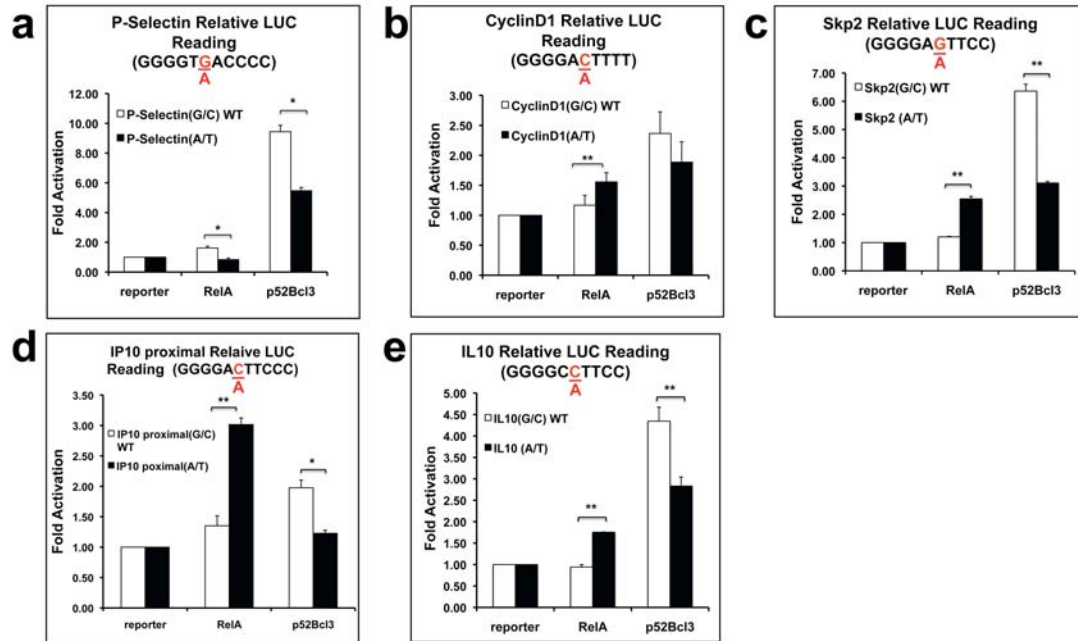 a
P-Selectin Relative LUC
Reading
(GGGGTGACCCC)
A
12.00
10.00
8.00
6.00
4.00
2.00
0.00
Fold Activation
P-Selectin(G/C) WT
P-Selectin(A/T)
*
*
reporter RelA p52Bcl3
b
CyclinD1 Relative LUC
Reading
(GGGGACTTTT)
A
3.00
2.50
2.00
1.50
1.00
0.50
0.00
Fold Activation
CyclinD1(G/C) WT
CyclinD1(A/T)
**
reporter RelA p52Bcl3
c
Skp2 Relative LUC Reading
(GGGGAGTTCC)
A
7.00
6.00
5.00
4.00
3.00
2.00
1.00
0.00
Fold Activation
Skp2(G/C) WT
Skp2 (A/T)
**
**
reporter RelA p52Bcl3
d
IP10 proximal Relaive LUC
Reading (GGGGACTTCCC)
A
3.50
3.00
2.50
2.00
1.50
1.00
0.50
0.00
Fold Activation
IP10 proximal(G/C)
WT
IP10 poximal(A/T)
**
*
reporter RelA p52Bcl3
e
IL10 Relative LUC Reading
(GGGGCCTTCC)
A
4.50
4.00
3.50
3.00
2.50
2.00
1.50
1.00
0.50
0.00
Fold Activation
IL10(G/C) WT
IL10 (A/T)
**
**
reporter RelA p52Bcl3